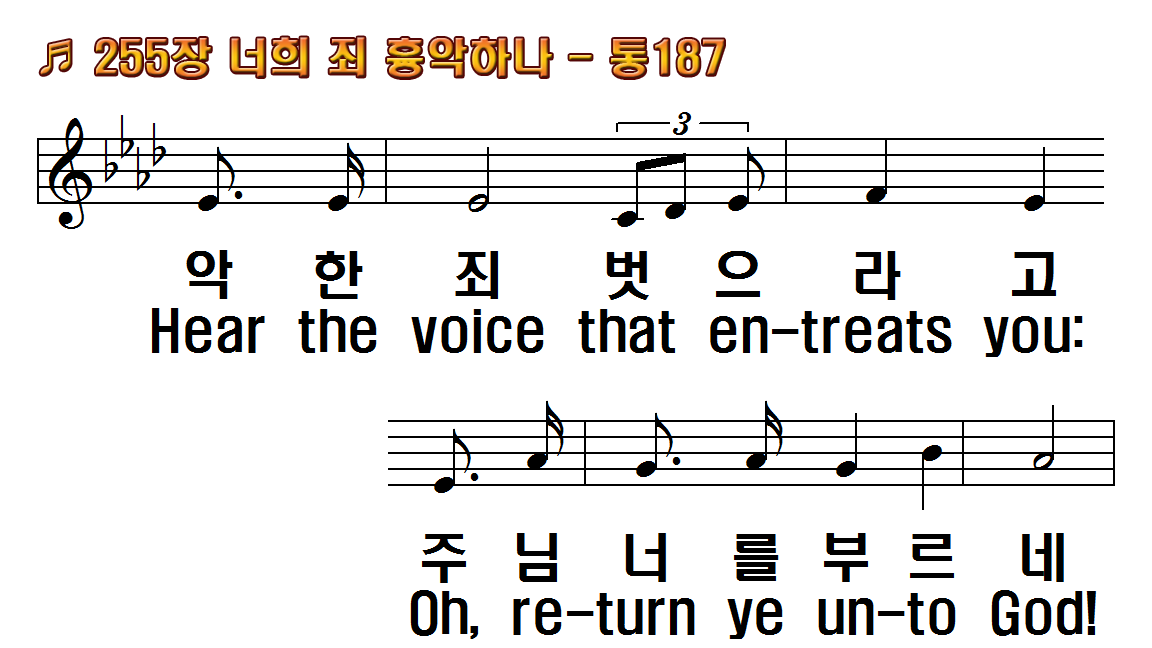 ♬ 255장 너희 죄 흉악하나 - 통187
3
악 한 죄 벗 으 라 고
Hear the voice that en-treats you:
주 님 너 를 부 르 네
Oh, re-turn ye un-to God!